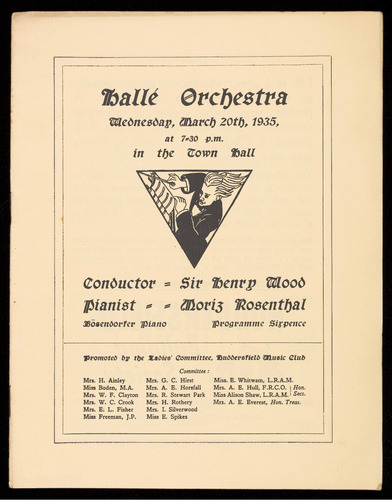 Hallé Orchestra
Wednesday, March 20th, 1935,
at 7-30 p.m.
in the Town Hall
Conductor = Sir Henry Wood
Pianist = = Moriz Rosenthal
Bösendorfer Piano Programme Sixpence
Promoted by the Ladies' Committee, Huddersfield Music Club
Committee :
Mrs. H. Ainley Mrs. G. C. Hirst Miss. E. Whitwam, L.R.A.M.
Miss Boden, M.A. Mrs. A. E. Horsfall Mrs. A. E. Hull, F.R.C.O. Hon.
Mrs. W. F. Clayton Mrs. R. Stewart Park Miss Alison Shaw, L.R.A.M. Secs.
Mrs. W. C. Crook Mrs. H. Rothery Mrs. A. E. Everest, Hon. Treas.
Mrs. E. L. Fisher Mrs. I. Silverwood
Miss Freeman, J.P. Miss E. Spikes